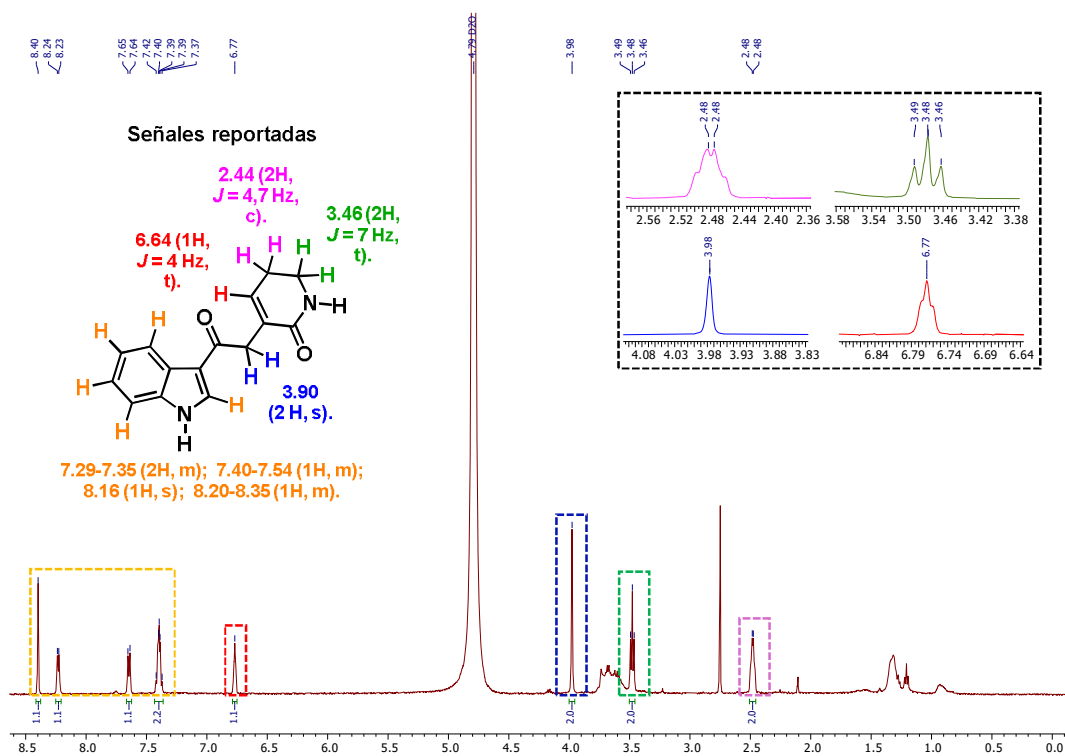 8.40 8.24 8.23 7.65 7.64 7.42 7.40 7.39 7.39 7.37 6.77 4.79 D2O 3.98 3.49 3.48 3.46 2.48 2.48
Señales reportadas
2.44 (2H,
J = 4,7 Hz,
c).
3.46 (2H,
J = 7 Hz,
t).
6.64 (1H,
J = 4 Hz,
t).
H H H H H
O N H O
H H H
3.90
(2 H, s).
H H H N H H
7.29-7.35 (2H, m); 7.40-7.54 (1H, m);
8.16 (1H, s); 8.20-8.35 (1H, m).
2.48 2.48
2.56 2.52 2.48 2.44 2.40 2.36
3.49 3.48 3.46
3.58 3.54 3.50 3.46 3.42 3.38
3.98
4.08 4.03 3.98 3.93 3.88 3.83
6.77
6.84 6.79 6.74 6.69 6.64
1.1 1.1 1.1 2.2 1.1 2.0 2.0 2.0
8.5 8.0 7.5 7.0 6.5 6.0 5.5 5.0 4.5 4.0 3.5 3.0 2.5 2.0 1.5 1.0 0.5 0.0